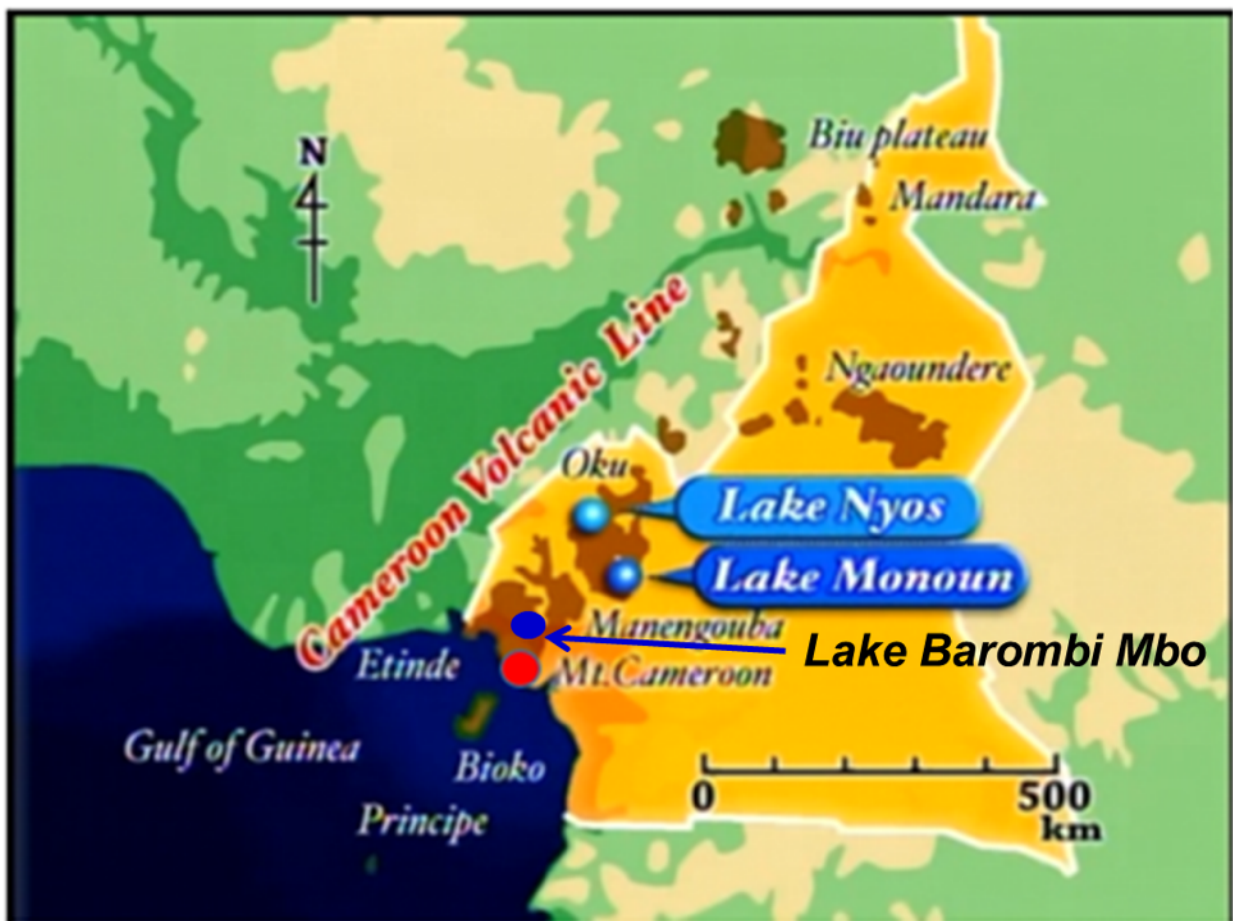 Biu plateau
N
Mandara
Cameroon Volcanic Line
Ngaoundere
Oku
Lake Nyos
Lake Monoun
Manengouba
Lake Barombi Mbo
Etinde
Mt.Cameroon
Gulf of Guinea
Bioko
0
500
km
Principe